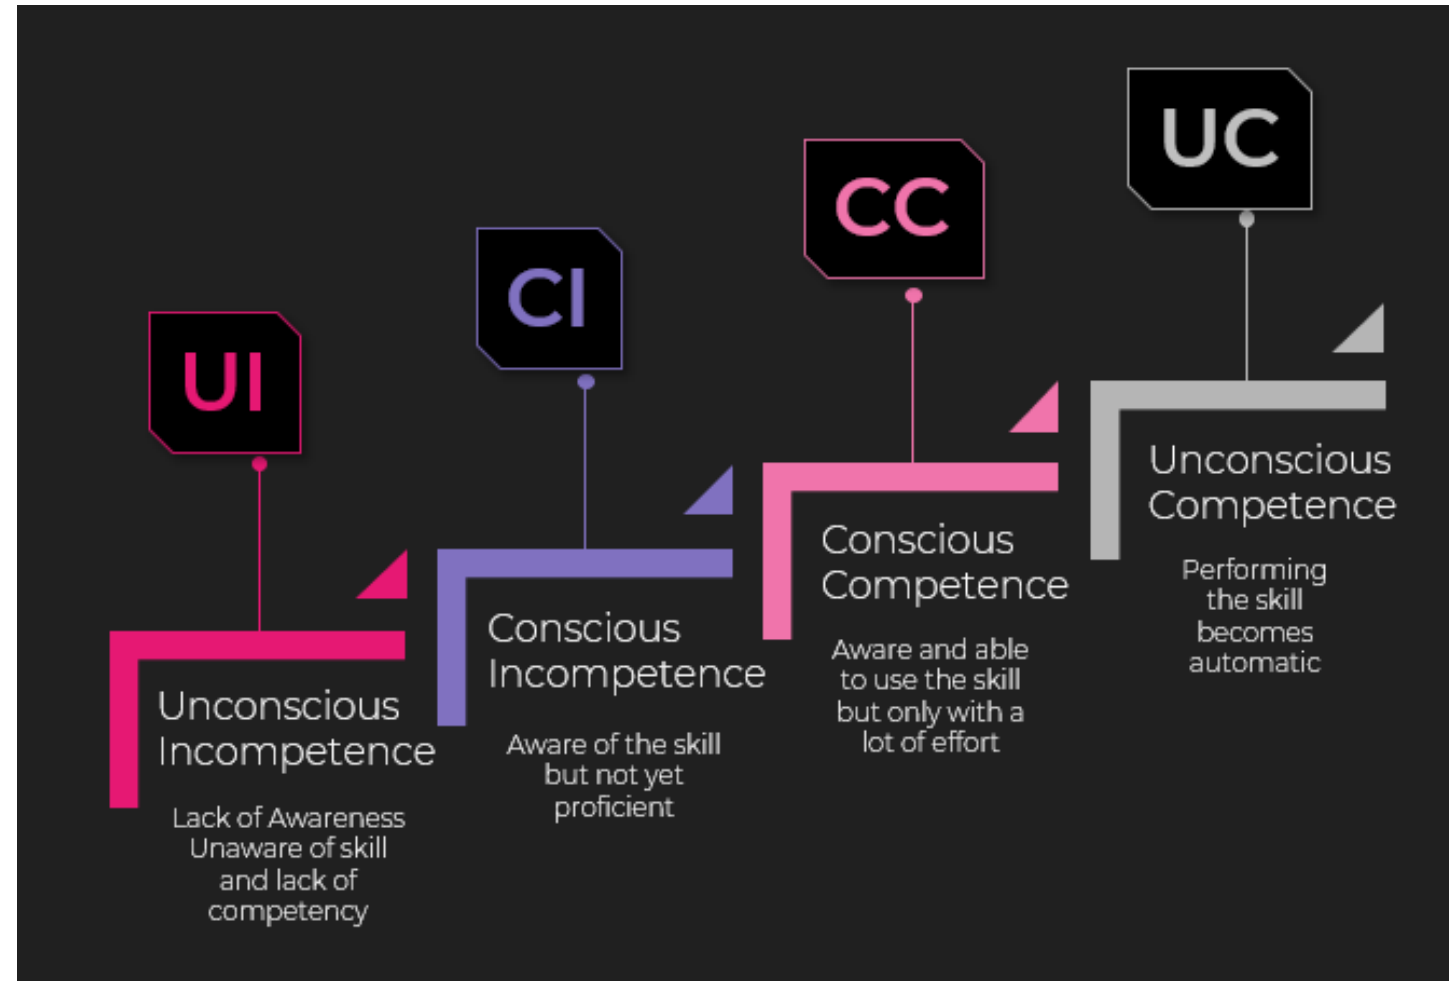 UI
Unconscious
Incompetence
Lack of Awareness
Unaware of skill
and lack of
competency
CI
Conscious
Incompetence
Aware of the skill
but not yet
proficient
CC
Conscious
Competence
Aware and able
to use the skill
but only with a
lot of effort
UC
Unconscious
Competence
Performing
the skill
becomes
automatic